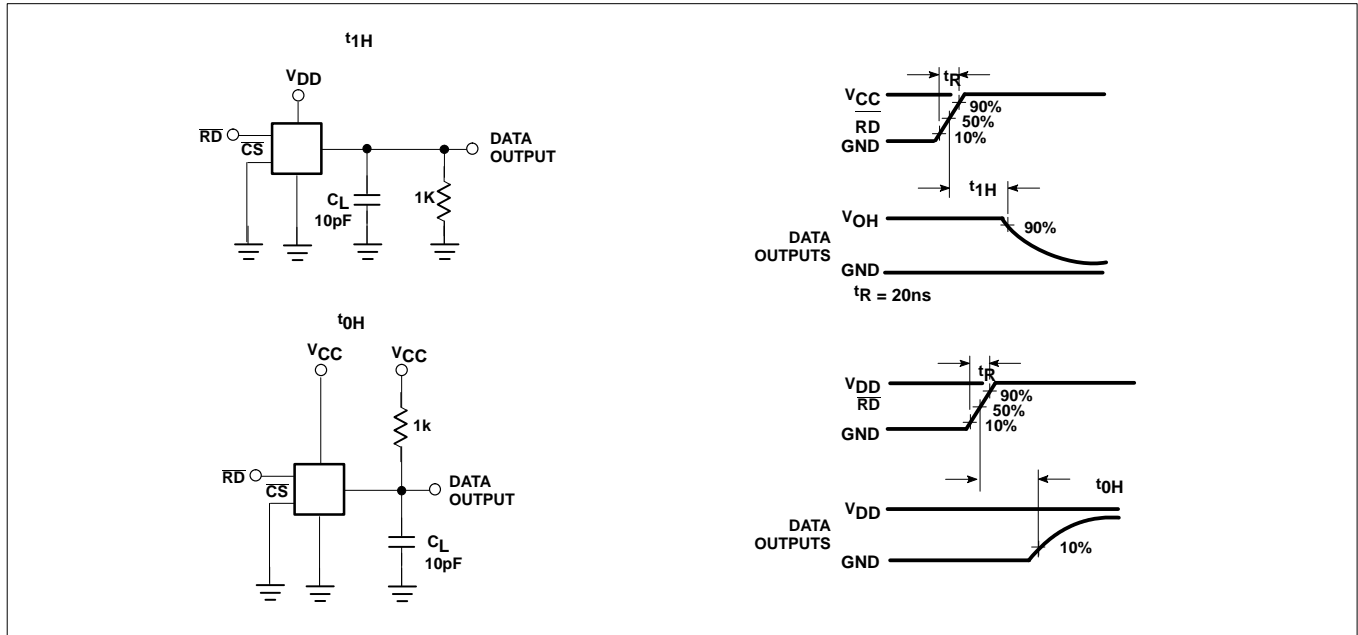 t1H
VDD
RD
CS
DATA
OUTPUT
CL
10pF
1K
tR
VCC
RD
GND
90%
50%
10%
t1H
VOH
90%
DATA
OUTPUTS
GND
tR = 20ns
t0H
VCC
VCC
1k
RD
CS
DATA
OUTPUT
CL
10pF
tR
VDD
RD
GND
90%
50%
10%
t0H
VDD
DATA
OUTPUTS
10%
GND